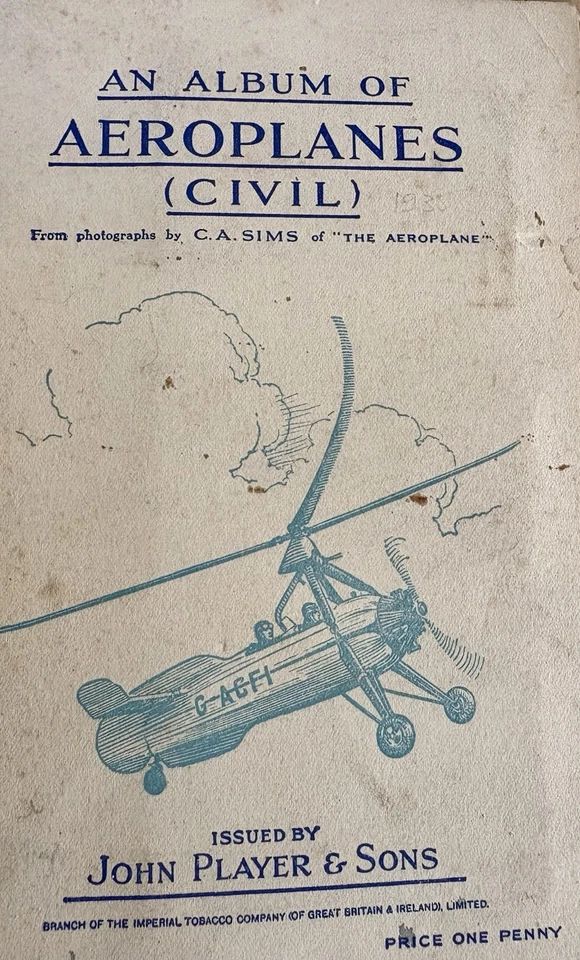 AN ALBUM OF
AEROPLANES
(CIVIL)
From photographs by C. A. SIMS of "THE AEROPLANE".
G-ACFI
ISSUED BY
JOHN PLAYER & SONS
BRANCH OF THE IMPERIAL TOBACCO COMPANY (OF GREAT BRITAIN & IRELAND), LIMITED.
PRICE ONE PENNY